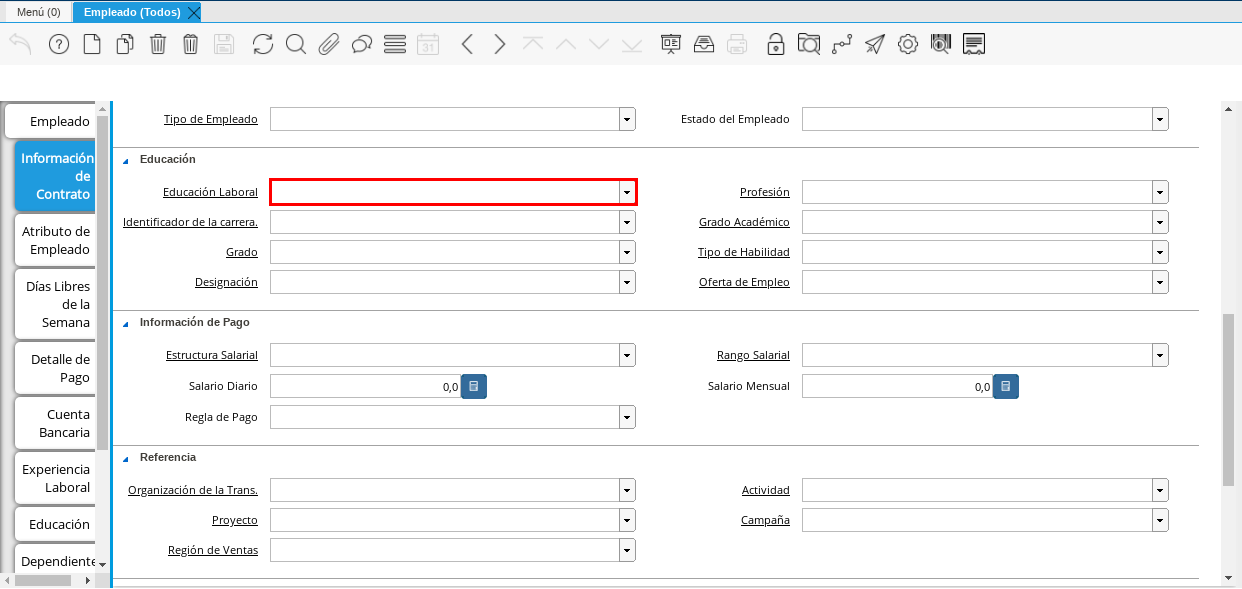 Menú (0)
Empleado (Todos)
31
Empleado
Información de Contrato
Atributo de Empleado
Días Libres de la Semana
Detalle de Pago
Cuenta Bancaria
Experiencia Laboral
Educación
Dependiente
Tipo de Empleado
Estado del Empleado
Educación
Educación Laboral
Profesión
Identificador de la carrera.
Grado Académico
Grado
Tipo de Habilidad
Designación
Oferta de Empleo
Información de Pago
Estructura Salarial
Rango Salarial
Salario Diario 0,0
Salario Mensual 0,0
Regla de Pago
Referencia
Organización de la Trans.
Actividad
Proyecto
Campaña
Región de Ventas